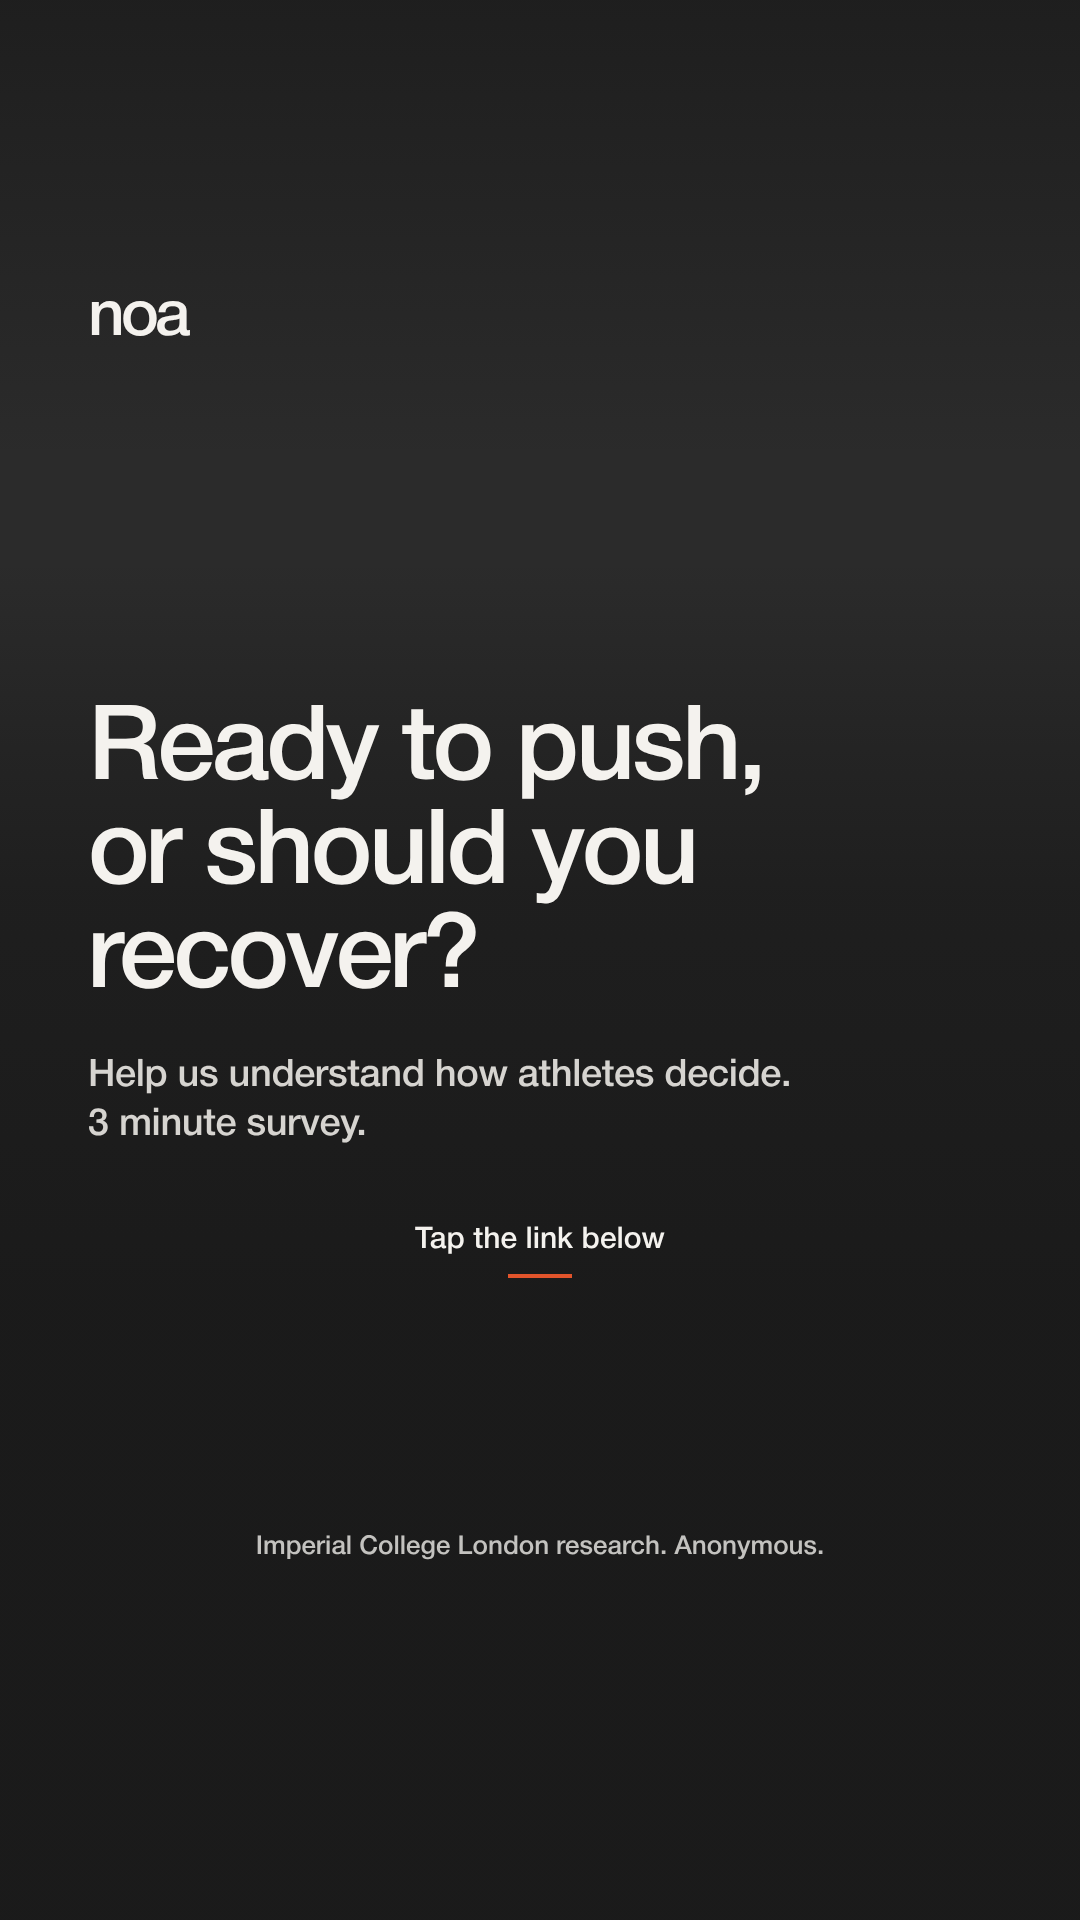 noa
Ready to push,
or should you
recover?
Help us understand how athletes decide.
3 minute survey.
Tap the link below
Imperial College London research. Anonymous.